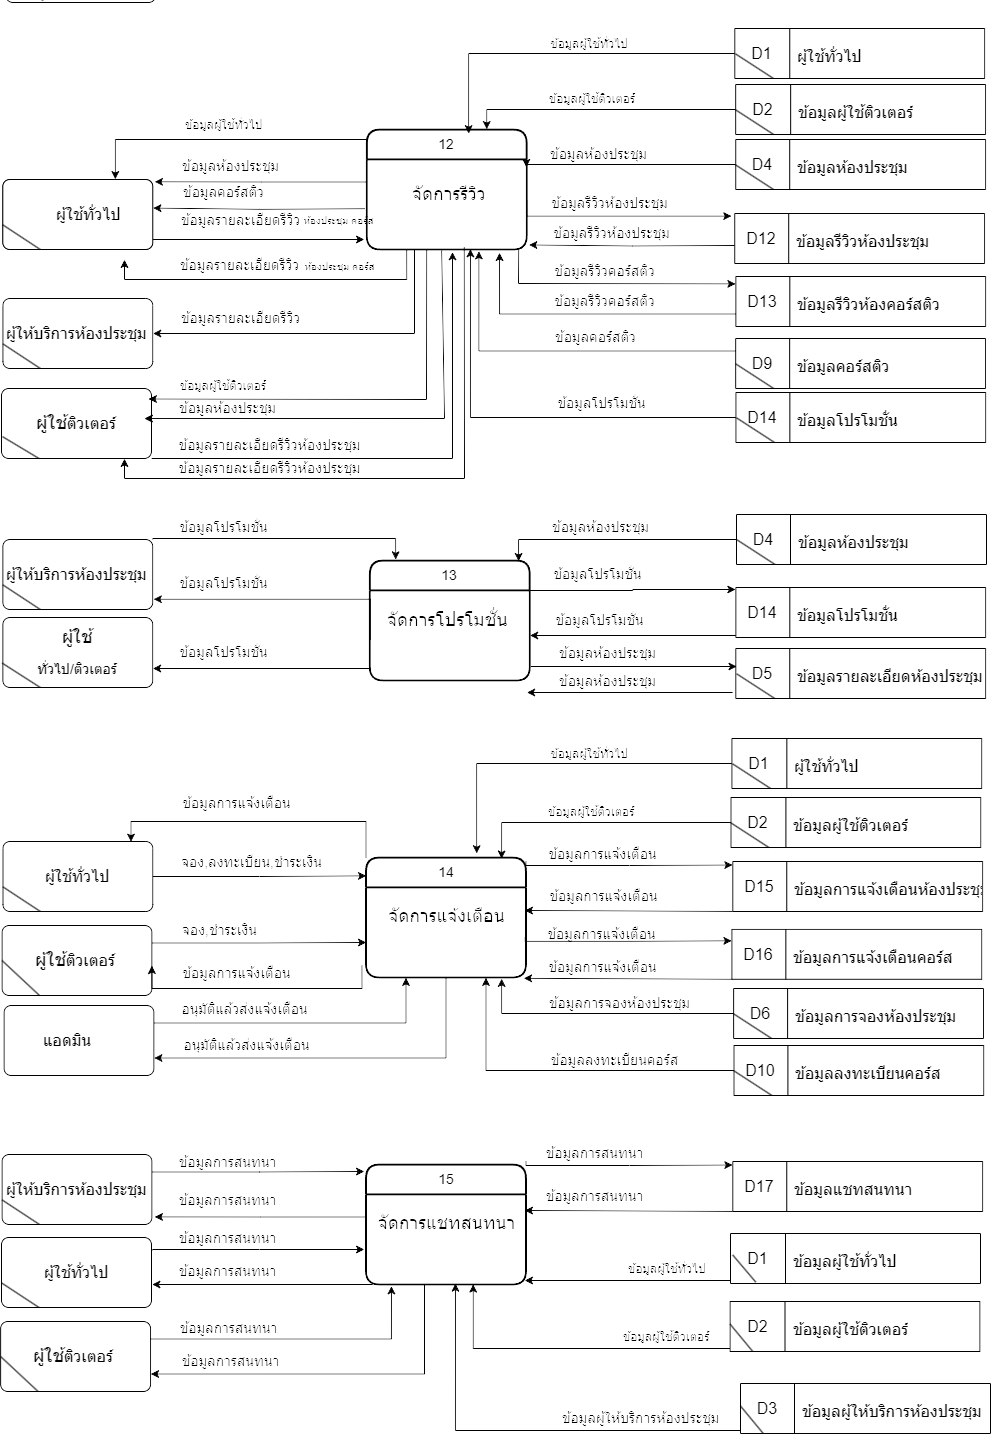 ข้อมูลผู้ใช้ทั่วไป
D1
ผู้ใช้ทั่วไป
ข้อมูลผู้ใช้ติวเตอร์
D2
ข้อมูลผู้ใช้ติวเตอร์
ข้อมูลผู้ใช้ทั่วไป
12
ข้อมูลห้องประชุม
D4
ข้อมูลห้องประชุม
ข้อมูลห้องประชุม
ข้อมูลคอร์สติว
จัดการรีวิว
ข้อมูลรีวิวห้องประชุม
ผู้ใช้ทั่วไป
ข้อมูลรายละเอียดรีวิว ห้องประชุม คอร์ส
ข้อมูลรีวิวห้องประชุม
D12
ข้อมูลรีวิวห้องประชุม
ข้อมูลรายละเอียดรีวิว ห้องประชุม คอร์ส
ข้อมูลรีวิวคอร์สติว
ข้อมูลรีวิวคอร์สติว
D13
ข้อมูลรีวิวห้องคอร์สติว
ผู้ให้บริการห้องประชุม
ข้อมูลรายละเอียดรีวิว
ข้อมูลคอร์สติว
D9
ข้อมูลคอร์สติว
ข้อมูลผู้ใช้ติวเตอร์
ข้อมูลห้องประชุม
ข้อมูลโปรโมชั่น
D14
ข้อมูลโปรโมชั่น
ผู้ใช้ติวเตอร์
ข้อมูลรายละเอียดรีวิวห้องประชุม
ข้อมูลรายละเอียดรีวิวห้องประชุม
ข้อมูลโปรโมชั่น
ข้อมูลห้องประชุม
D4
ข้อมูลห้องประชุม
ผู้ให้บริการห้องประชุม
ข้อมูลโปรโมชั่น
13
ข้อมูลโปรโมชั่น
จัดการโปรโมชั่น
ข้อมูลโปรโมชั่น
D14
ข้อมูลโปรโมชั่น
ผู้ใช้
ทั่วไป/ติวเตอร์
ข้อมูลโปรโมชั่น
ข้อมูลห้องประชุม
ข้อมูลห้องประชุม
D5
ข้อมูลรายละเอียดห้องประชุม
ข้อมูลผู้ใช้ทั่วไป
D1
ผู้ใช้ทั่วไป
ข้อมูลการแจ้งเตือน
ข้อมูลผู้ใช้ติวเตอร์
D2
ข้อมูลผู้ใช้ติวเตอร์
ผู้ใช้ทั่วไป
จอง,ลงทะเบียน,ชำระเงิน
14
ข้อมูลการแจ้งเตือน
จัดการแจ้งเตือน
ข้อมูลการแจ้งเตือน
D15
ข้อมูลการแจ้งเตือนห้องประชุ
จอง,ชำระเงิน
ข้อมูลการแจ้งเตือน
ผู้ใช้ติวเตอร์
ข้อมูลการแจ้งเตือน
ข้อมูลการแจ้งเตือน
D16
ข้อมูลการแจ้งเตือนคอร์ส
อนุมัติแล้วส่งแจ้งเตือน
ข้อมูลการจองห้องประชุม
D6
ข้อมูลการจองห้องประชุม
แอดมิน
อนุมัติแล้วส่งแจ้งเตือน
ข้อมูลลงทะเบียนคอร์ส
D10
ข้อมูลลงทะเบียนคอร์ส
ข้อมูลการสนทนา
ข้อมูลการสนทนา
ผู้ให้บริการห้องประชุม
ข้อมูลการสนทนา
15
ข้อมูลการสนทนา
D17
ข้อมูลแชทสนทนา
จัดการแชทสนทนา
ข้อมูลการสนทนา
ผู้ใช้ทั่วไป
ข้อมูลการสนทนา
ข้อมูลผู้ใช้ทั่วไป
D1
ข้อมูลผู้ใช้ทั่วไป
ข้อมูลการสนทนา
ผู้ใช้ติวเตอร์
ข้อมูลการสนทนา
ข้อมูลผู้ใช้ติวเตอร์
D2
ข้อมูลผู้ใช้ติวเตอร์
ข้อมูลผู้ให้บริการห้องประชุม
D3
ข้อมูลผู้ให้บริการห้องประชุม